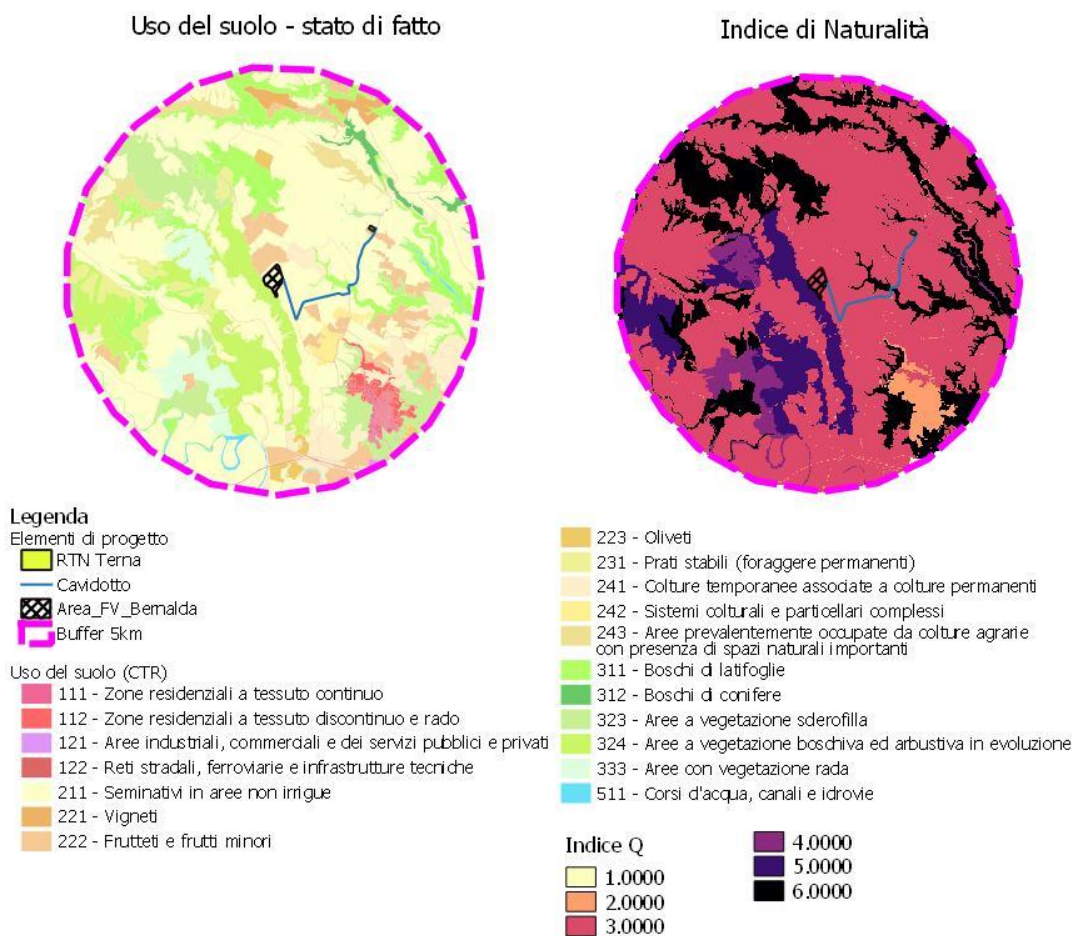 Uso del suolo - stato di fatto
Indice di Naturalità
Legenda
Elementi di progetto
RTN Terna
Cavidotto
Area_FV_Bernalda
Buffer 5km
Uso del suolo (CTR)
111 - Zone residenziali a tessuto continuo
112 - Zone residenziali a tessuto discontinuo e rado
121 - Aree industriali, commerciali e dei servizi pubblici e privati
122 - Reti stradali, ferroviarie e infrastrutture tecniche
211 - Seminativi in aree non irrigue
221 - Vigneti
222 - Frutteti e frutti minori
223 - Oliveti
231 - Prati stabili (foraggere permanenti)
241 - Colture temporanee associate a colture permanenti
242 - Sistemi colturali e particellari complessi
243 - Aree prevalentemente occupate da colture agrarie
con presenza di spazi naturali importanti
311 - Boschi di latifoglie
312 - Boschi di conifere
323 - Aree a vegetazione sclerofilla
324 - Aree a vegetazione boschiva ed arbustiva in evoluzione
333 - Aree con vegetazione rada
511 - Corsi d'acqua, canali e idrovie
Indice Q
1.0000
2.0000
3.0000
4.0000
5.0000
6.0000